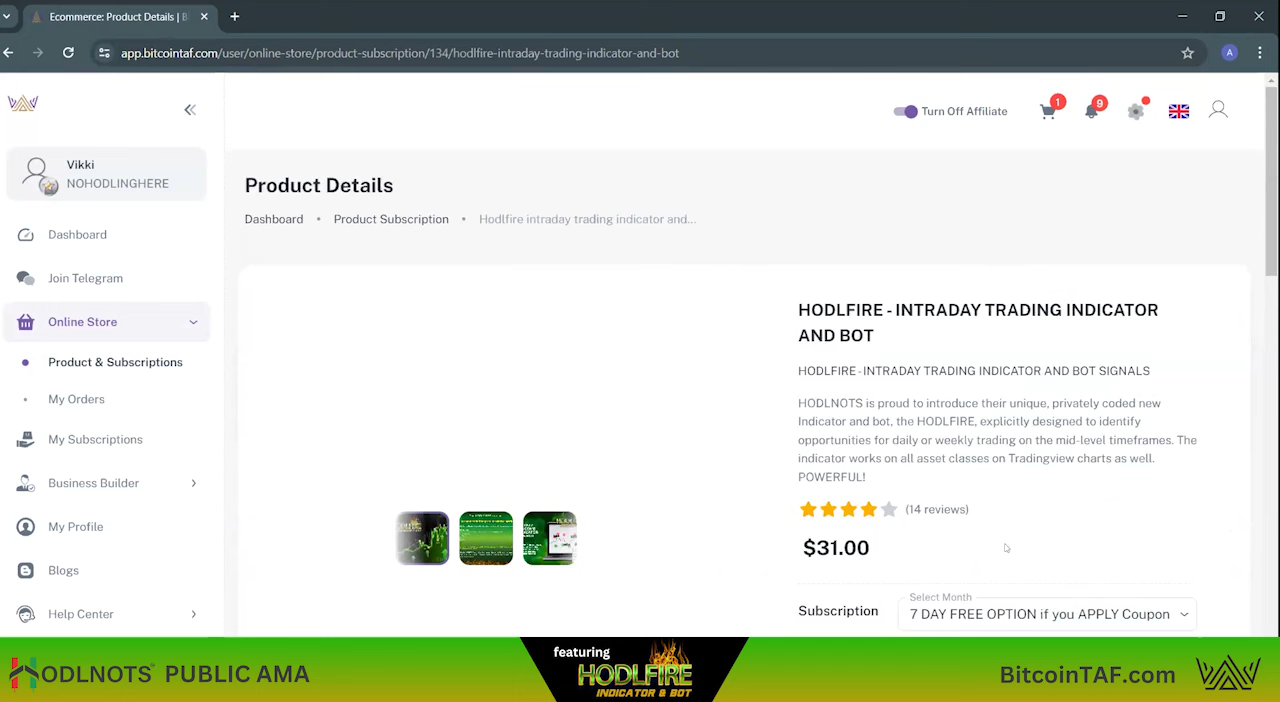 Ecommerce: Product Details | B
app.bitcointaf.com/user/online-store/product-subscription/134/hodlfire-intraday-trading-indicator-and-bot
A
Turn Off Affiliate
1
9
Vikki
NOHODLINGHERE
Dashboard
Join Telegram
Online Store
Product & Subscriptions
My Orders
My Subscriptions
Business Builder
My Profile
Blogs
Help Center
Product Details
Dashboard • Product Subscription • Hodlfire intraday trading indicator and...
HODLFIRE - INTRADAY TRADING INDICATOR
AND BOT
HODLFIRE-INTRADAY TRADING INDICATOR AND BOT SIGNALS
HODLNOTS is proud to introduce their unique, privately coded new
Indicator and bot, the HODLFIRE, explicitly designed to identify
opportunities for daily or weekly trading on the mid-level timeframes. The
indicator works on all asset classes on Tradingview charts as well.
POWERFUL!
(14 reviews)
$31.00
Select Month
Subscription
7 DAY FREE OPTION if you APPLY Coupon
HODLNOTS® PUBLIC AMA
featuring
HODLFIRE
INDICATOR & BOT
BitcoinTAF.com